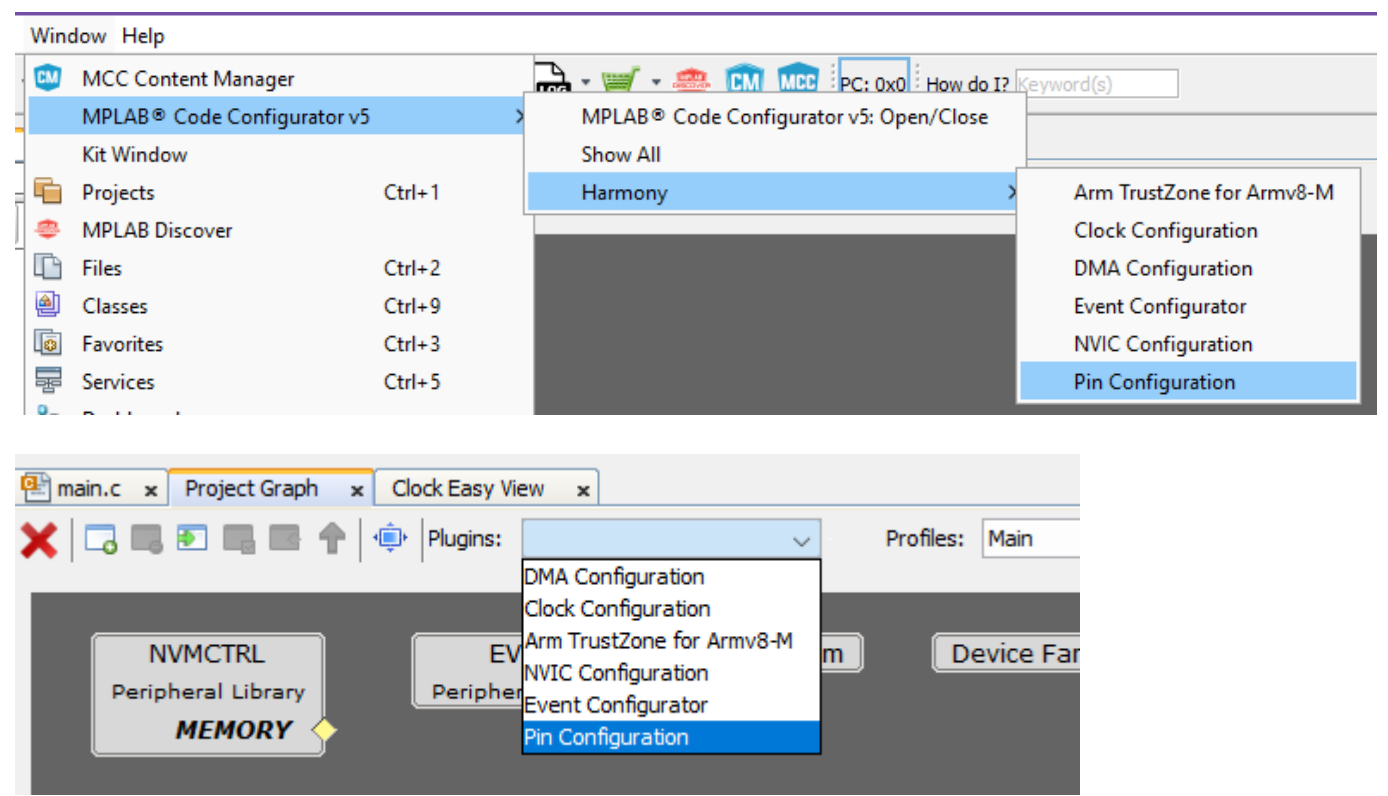 Window Help
MCC Content Manager
MPLAB® Code Configurator v5 >
Kit Window
Projects Ctrl+1
MPLAB Discover
Files Ctrl+2
Classes Ctrl+9
Favorites Ctrl+3
Services Ctrl+5
LOG CM MCC PC: 0x0 How do I? Keyword(s)
MPLAB® Code Configurator v5: Open/Close
Show All
Harmony >
Arm TrustZone for Armv8-M
Clock Configuration
DMA Configuration
Event Configurator
NVIC Configuration
Pin Configuration
main.c x Project Graph x Clock Easy View x
Plugins: Profiles: Main
DMA Configuration
Clock Configuration
Arm TrustZone for Armv8-M
NVIC Configuration
Event Configurator
Pin Configuration
NVMCTRL
Peripheral Library
MEMORY
EV
Peripher
m
Device Fa